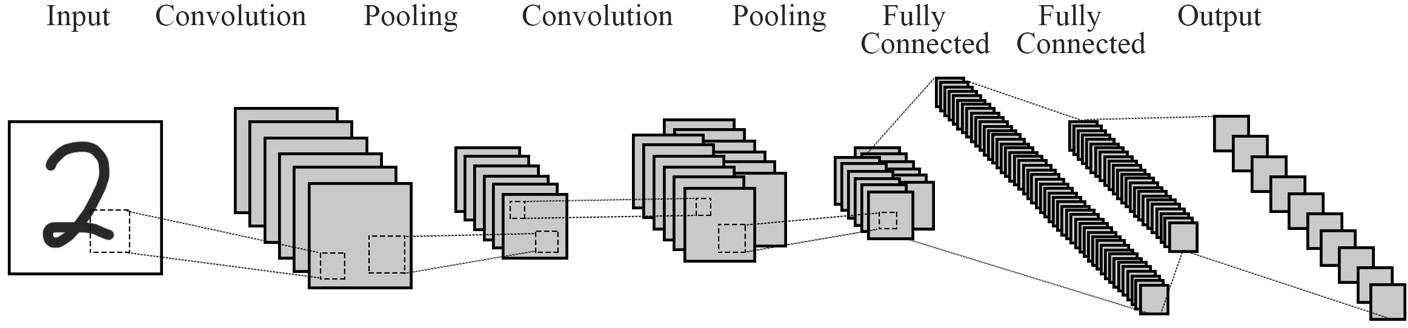 Input
Convolution
Pooling
Convolution
Pooling
Fully
Connected
Fully
Connected
Output
2